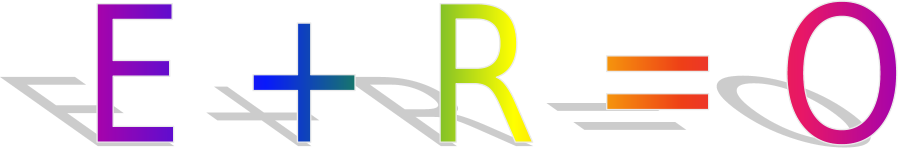 E + R = O